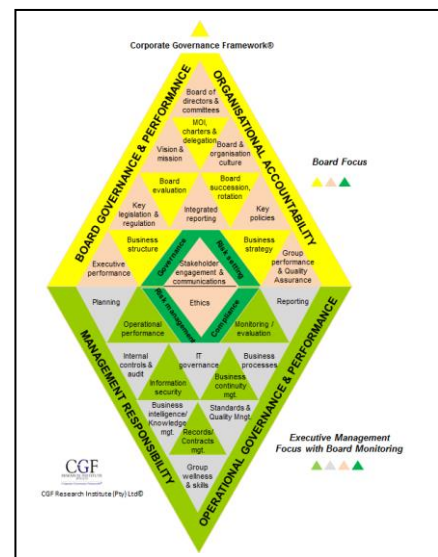 Corporate Governance Framework®
BOARD GOVERNANCE & PERFORMANCE
ORGANISATIONAL ACCOUNTABILITY
Board of
directors &
committees
MOI,
charters &
delegation
Vision &
mission
Board &
organisation
culture
Board
evaluation
Board
succession,
rotation
Key
legislation &
regulation
Integrated
reporting
Key
policies
Business
structure
Governance
Risk setting
Business
strategy
Executive
performance
Stakeholder
engagement &
communications
Group
performance
& Quality
Assurance
Board Focus
Planning
Ethics
Reporting
Risk management
Compliance
Operational
performance
Monitoring /
evaluation
MANAGEMENT RESPONSIBILITY
OPERATIONAL GOVERNANCE & PERFORMANCE
Internal
controls &
audit
IT
governance
Business
processes
Information
security
Business
continuity
mgt.
Business
intelligence/
Knowledge
mgt.
Standards &
Quality Mngt.
Records/
Contracts
mgt.
Group
wellness
& skills
Executive Management
Focus with Board Monitoring
CGF
CGF Research Institute (Pty) Ltd©